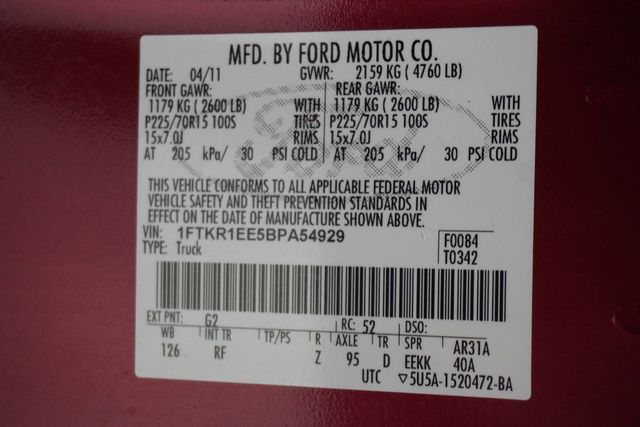 MFD. BY FORD MOTOR CO.
DATE: 04/11 GVWR: 2159 KG ( 4760 LB)
FRONT GAWR: REAR GAWR:
1179 KG ( 2600 LB) WITH 1179 KG ( 2600 LB) WITH
P225/70R15 100S TIRES P225/70R15 100S TIRES
15x7.0J RIMS 15x7.0J RIMS
AT 205 kPa/ 30 PSI COLD AT 205 kPa/ 30 PSI COLD
Ford
THIS VEHICLE CONFORMS TO ALL APPLICABLE FEDERAL MOTOR
VEHICLE SAFETY AND THEFT PREVENTION STANDARDS IN
EFFECT ON THE DATE OF MANUFACTURE SHOWN ABOVE.
VIN: 1FTKR1EE5BPA54929 F0084
TYPE: Truck T0342
EXT PNT: G2 RC: 52 DSO:
WB INT TR TP/PS R AXLE TR SPR AR31A
126 RF Z 95 D EEKK 40A
UTC ▽5U5A-1520472-BA